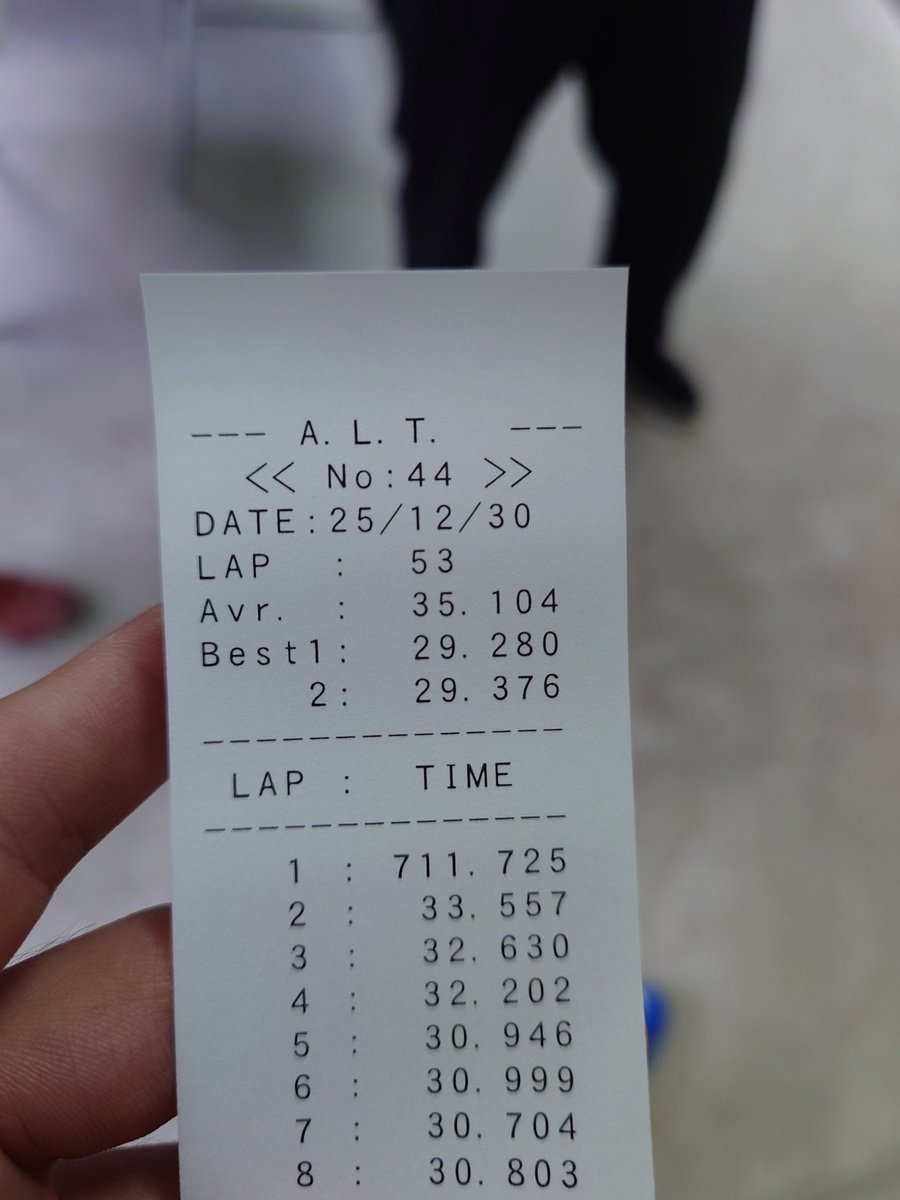 --- A. L. T. ---
<< No:44 >>
DATE:25/12/30
LAP : 53
Avr. : 35. 104
Best1: 29. 280
2: 29. 376
--------------
LAP : TIME
--------------
1 : 711. 725
2 : 33. 557
3 : 32. 630
4 : 32. 202
5 : 30. 946
6 : 30. 999
7 : 30. 704
8 : 30. 803